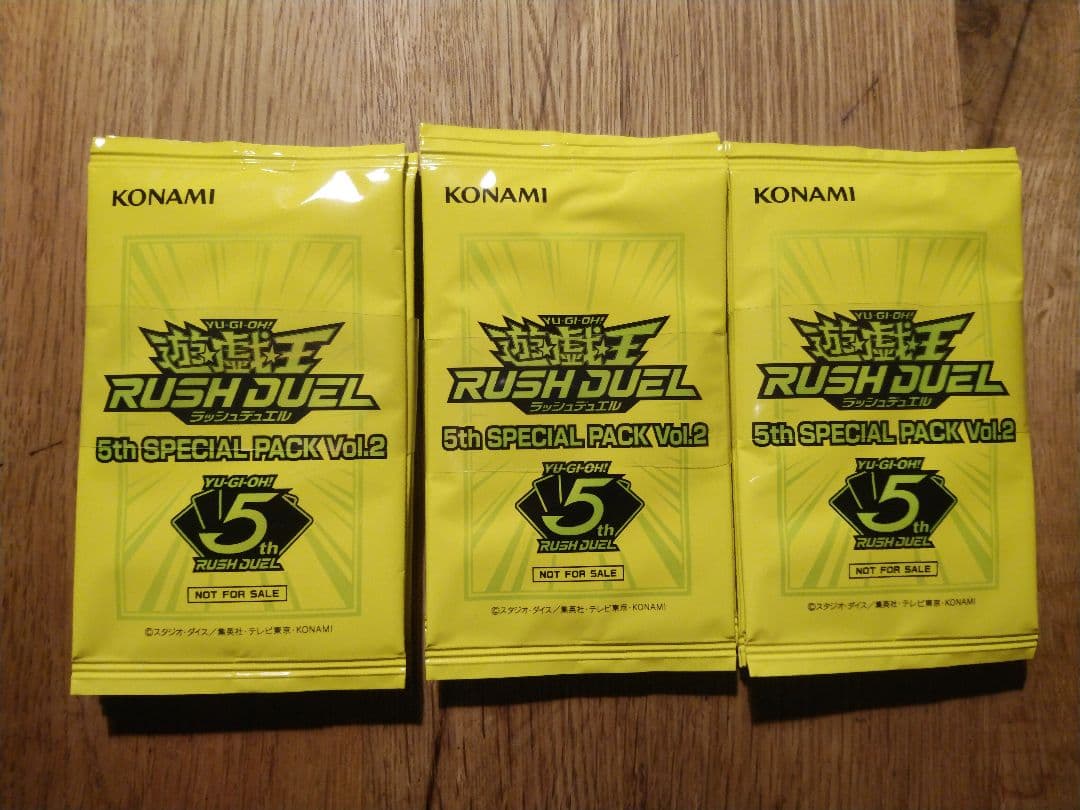 KONAMI
YU-GI-OH!
遊☆戯☆王
RUSH DUEL
ラッシュデュエル
5th SPECIAL PACK Vol.2
YU-GI-OH!
5th
RUSH DUEL
NOT FOR SALE
©スタジオ・ダイス/集英社・テレビ東京・KONAMI
KONAMI
YU-GI-OH!
遊☆戯☆王
RUSH DUEL
ラッシュデュエル
5th SPECIAL PACK Vol.2
YU-GI-OH!
5th
RUSH DUEL
NOT FOR SALE
©スタジオ・ダイス/集英社・テレビ東京・KONAMI
KONAMI
YU-GI-OH!
遊☆戯☆王
RUSH DUEL
ラッシュデュエル
5th SPECIAL PACK Vol.2
YU-GI-OH!
5th
RUSH DUEL
NOT FOR SALE
©スタジオ・ダイス/集英社・テレビ東京・KONAMI